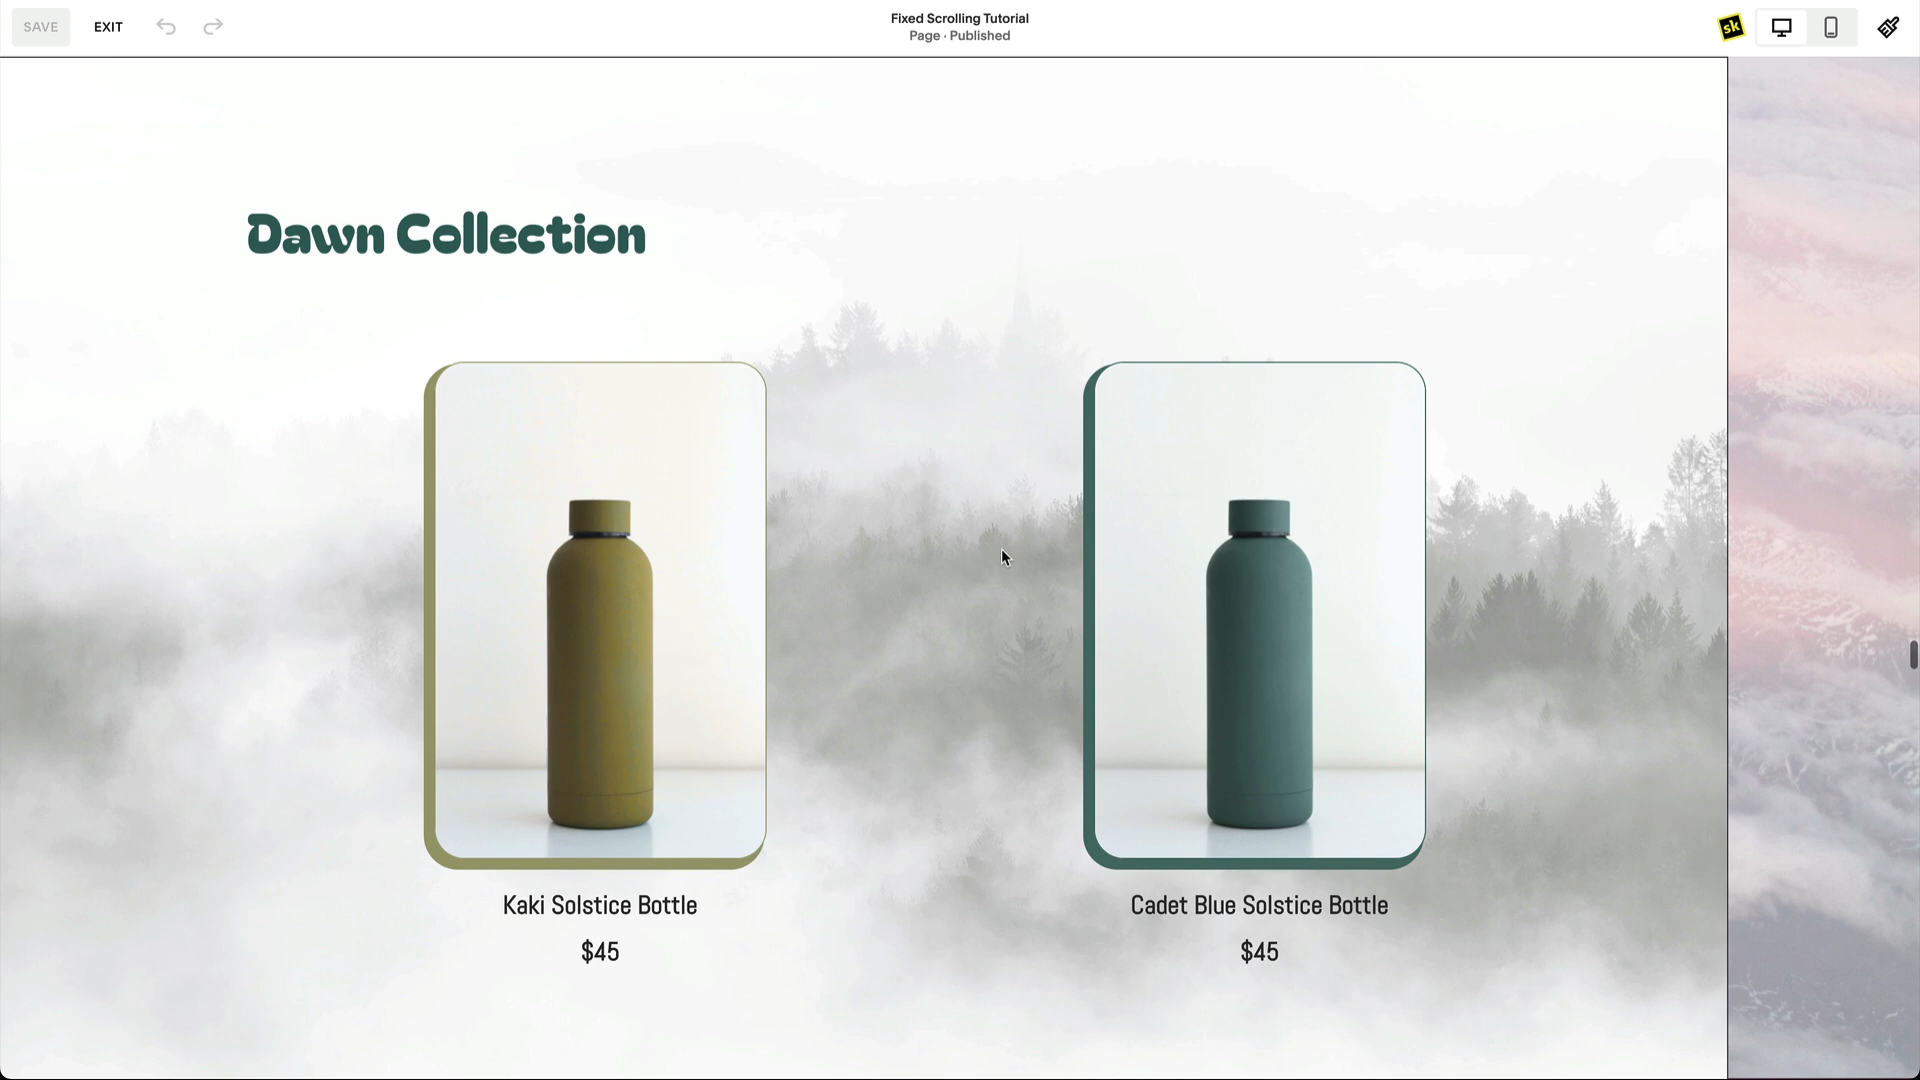 SAVE EXIT
Fixed Scrolling Tutorial
Page · Published
sk
Dawn Collection
Kaki Solstice Bottle
$45
Cadet Blue Solstice Bottle
$45